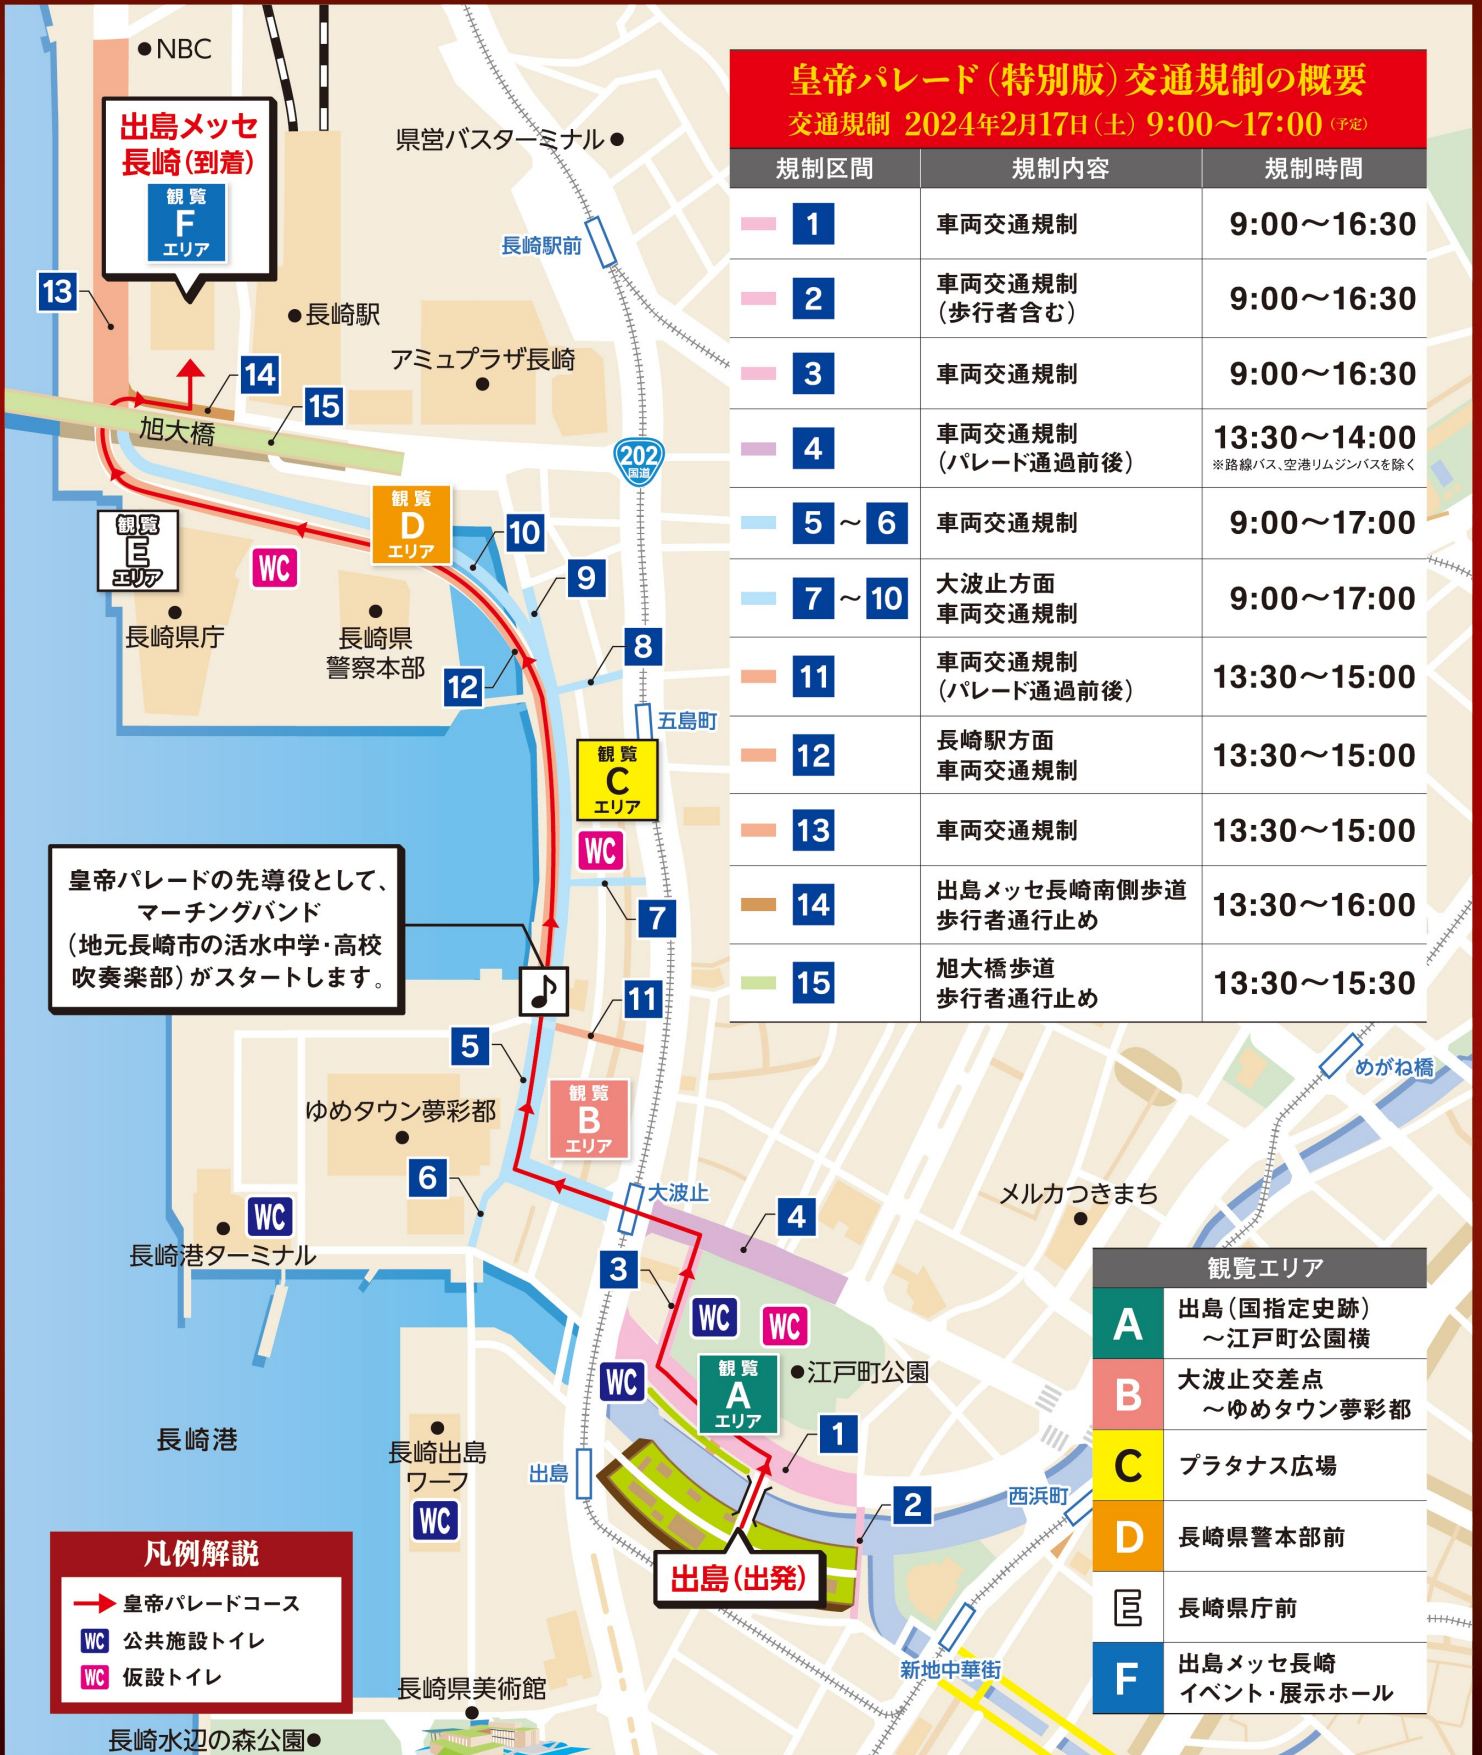 NBC
出島メッセ
長崎(到着)
観覧
F
エリア
13
県営バスターミナル
長崎駅前
長崎駅
アミュプラザ長崎
14
15
旭大橋
202
国道
観覧
D
エリア
観覧
E
エリア
WC
10
9
8
長崎県庁
長崎県
警察本部
12
五島町
観覧
C
エリア
WC
7
皇帝パレードの先導役として、
マーチングバンド
(地元長崎市の活水中学・高校
吹奏楽部)がスタートします。
♪
11
5
ゆめタウン夢彩都
観覧
B
エリア
6
大波止
WC
長崎港ターミナル
4
メルカつきまち
めがね橋
3
WC
WC
WC
観覧
A
エリア
江戸町公園
1
長崎港
長崎出島
ワーフ
WC
出島
2
西浜町
出島(出発)
新地中華街
長崎県美術館
長崎水辺の森公園
皇帝パレード(特別版)交通規制の概要
交通規制 2024年2月17日(土) 9:00〜17:00(予定)
規制区間 規制内容 規制時間
1 車両交通規制 9:00〜16:30
2 車両交通規制
(歩行者含む) 9:00〜16:30
3 車両交通規制 9:00〜16:30
4 車両交通規制
(パレード通過前後) 13:30〜14:00
※路線バス、空港リムジンバスを除く
5〜6 車両交通規制 9:00〜17:00
7〜10 大波止方面
車両交通規制 9:00〜17:00
11 車両交通規制
(パレード通過前後) 13:30〜15:00
12 長崎駅方面
車両交通規制 13:30〜15:00
13 車両交通規制 13:30〜15:00
14 出島メッセ長崎南側歩道
歩行者通行止め 13:30〜16:00
15 旭大橋歩道
歩行者通行止め 13:30〜15:30
観覧エリア
A 出島(国指定史跡)
〜江戸町公園横
B 大波止交差点
〜ゆめタウン夢彩都
C プラタナス広場
D 長崎県警本部前
E 長崎県庁前
F 出島メッセ長崎
イベント・展示ホール
凡例解説
皇帝パレードコース
WC 公共施設トイレ
WC 仮設トイレ